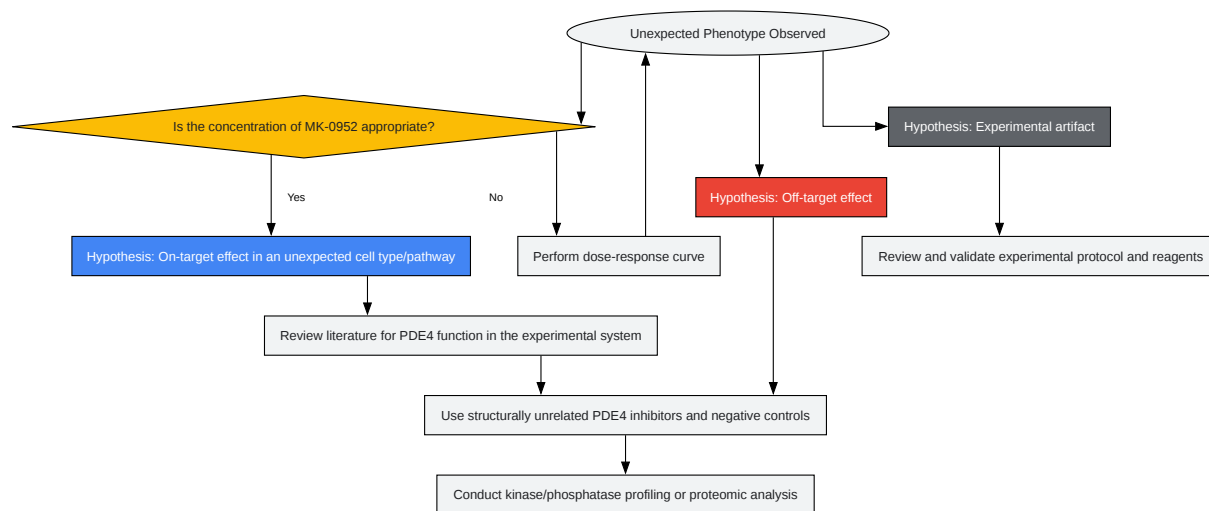 Unexpected Phenotype Observed
Is the concentration of MK-0952 appropriate?
Hypothesis: Experimental artifact
Yes
No
Hypothesis: Off-target effect
Hypothesis: On-target effect in an unexpected cell type/pathway
Perform dose-response curve
Review and validate experimental protocol and reagents
Review literature for PDE4 function in the experimental system
Use structurally unrelated PDE4 inhibitors and negative controls
Conduct kinase/phosphatase profiling or proteomic analysis